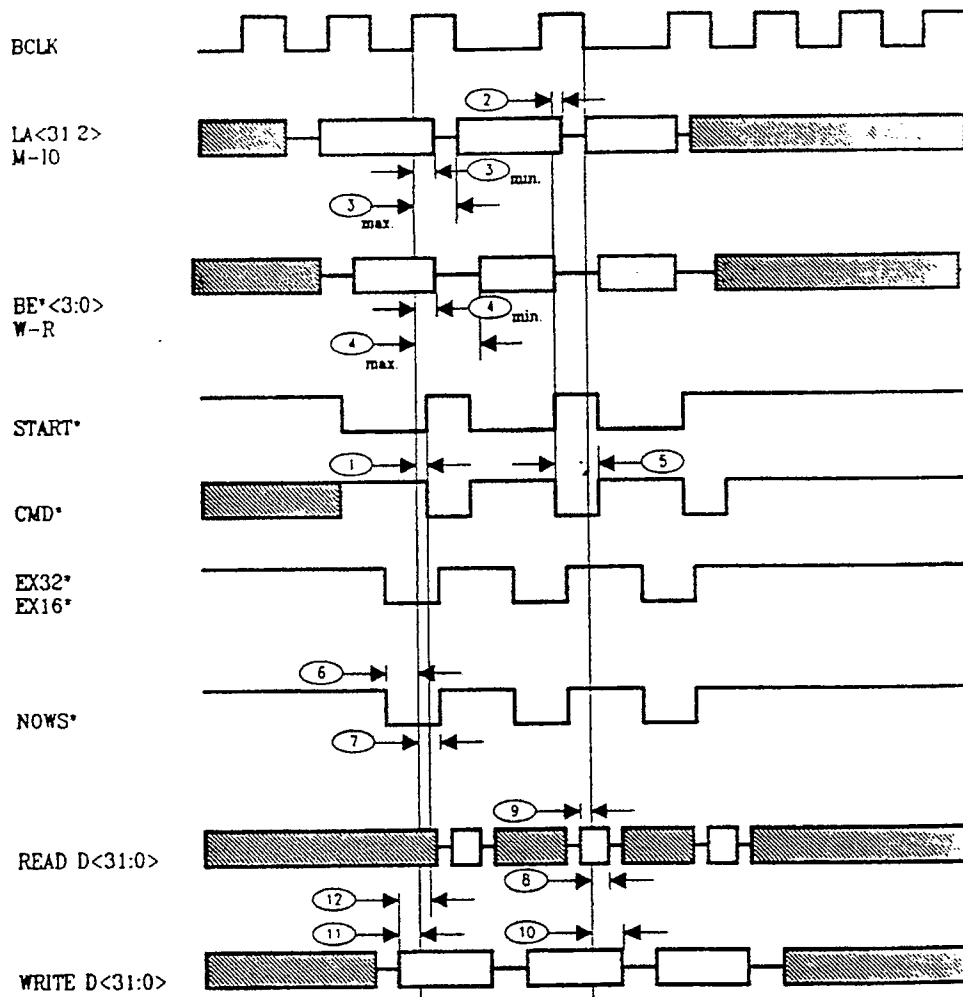 BCLK
2
LA<31 2>
M-IO
3 min.
3 max.
BE*<3:0>
W-R
4 min.
4 max.
START*
1
5
CMD*
EX32*
EX16*
6
NOWS*
7
9
READ D<31:0>
8
12
11
10
WRITE D<31:0>